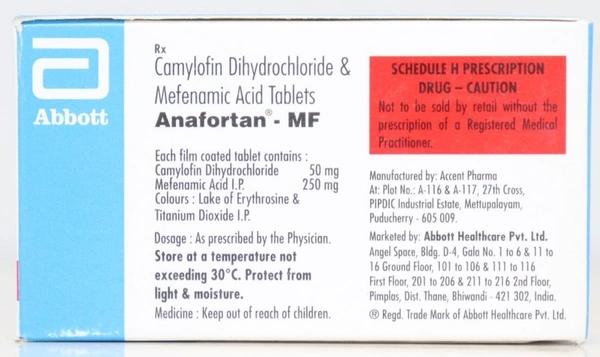 Abbott
Rx
Camylofin Dihydrochloride &
Mefenamic Acid Tablets
Anafortan® - MF
Each film coated tablet contains :
Camylofin Dihydrochloride 50 mg
Mefenamic Acid I.P. 250 mg
Colours : Lake of Erythrosine &
Titanium Dioxide I.P.
Dosage : As prescribed by the Physician.
Store at a temperature not
exceeding 30°C. Protect from
light & moisture.
Medicine : Keep out of reach of children.
SCHEDULE H PRESCRIPTION
DRUG – CAUTION
Not to be sold by retail without the
prescription of a Registered Medical
Practitioner.
Manufactured by: Accent Pharma
At: Plot No.: A-116 & A-117, 27th Cross,
PIPDIC Industrial Estate, Mettupalayam,
Puducherry - 605 009.
Marketed by: Abbott Healthcare Pvt. Ltd.
Angel Space, Bldg. D-4, Gala No. 1 to 6 & 11 to
16 Ground Floor, 101 to 106 & 111 to 116
First Floor, 201 to 206 & 211 to 216 2nd Floor,
Pimplas, Dist. Thane, Bhiwandi - 421 302, India.
® Regd. Trade Mark of Abbott Healthcare Pvt. Ltd.